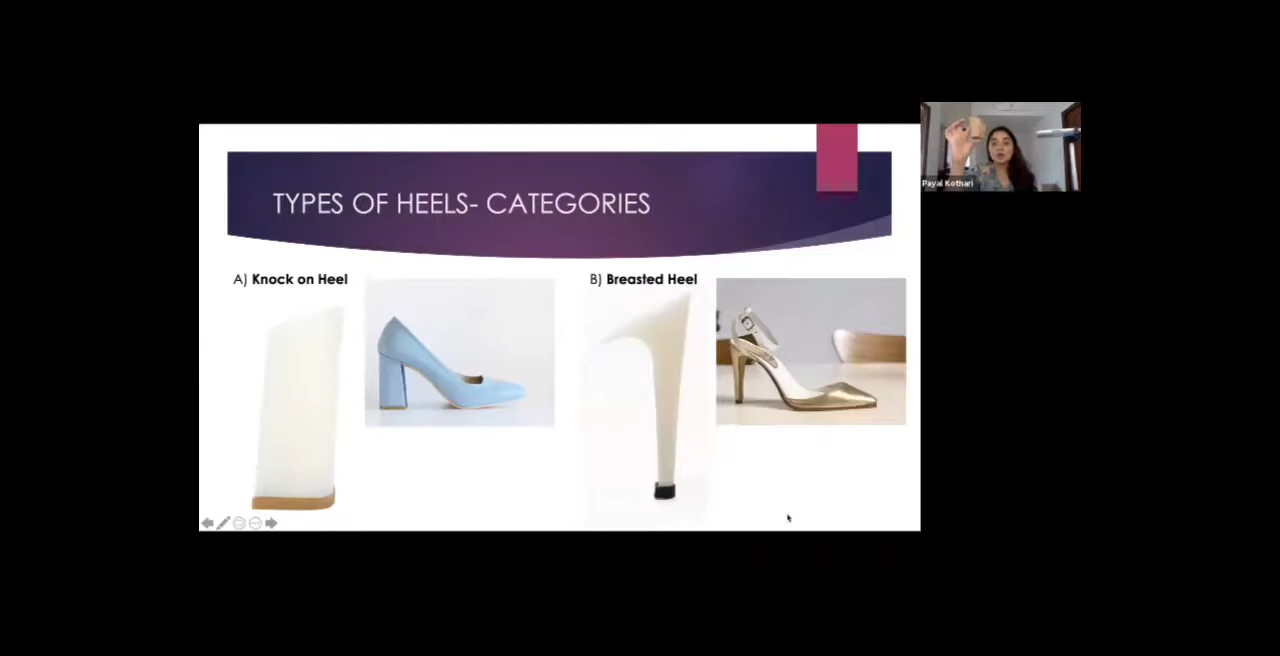 TYPES OF HEELS- CATEGORIES
A) Knock on Heel
B) Breasted Heel
Payal Kothari